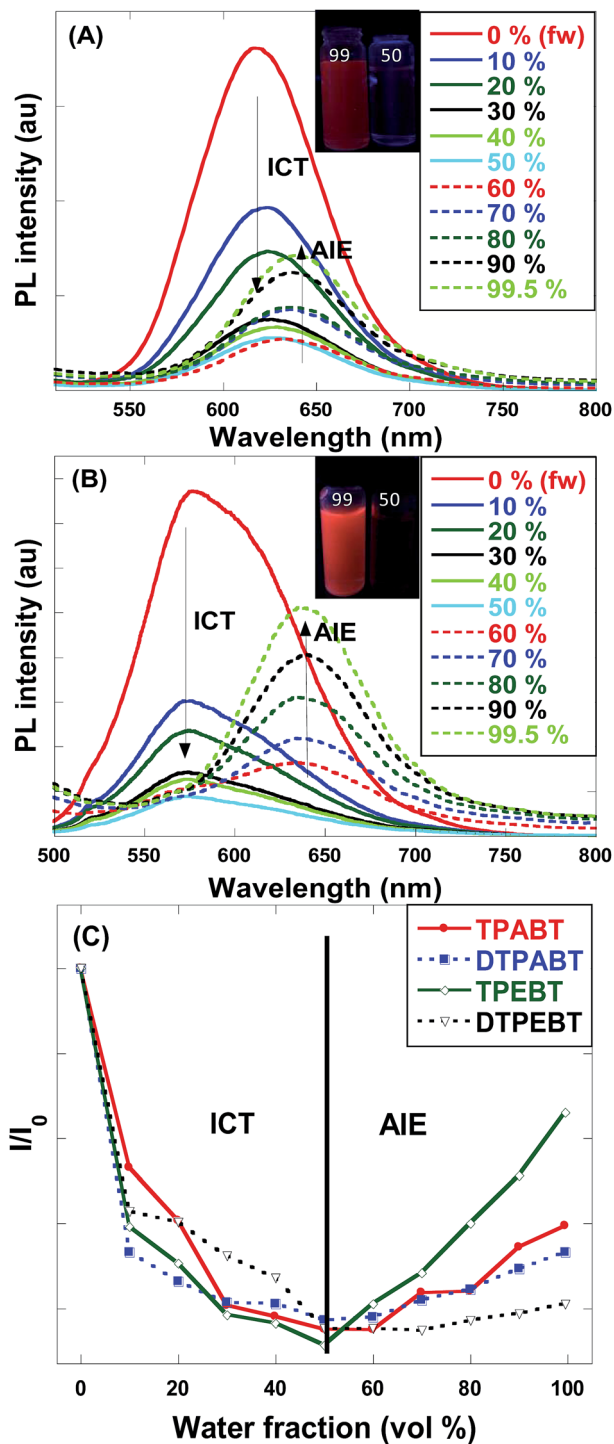 (A)
99 50
0 % (fw)
10 %
20 %
30 %
40 %
50 %
60 %
70 %
80 %
90 %
99.5 %
ICT
AIE
PL intensity (au)
550 600 650 700 750 800
Wavelength (nm)
(B)
99 50
0 % (fw)
10 %
20 %
30 %
40 %
50 %
60 %
70 %
80 %
90 %
99.5 %
ICT
AIE
PL intensity (au)
500 550 600 650 700 750 800
Wavelength (nm)
(C)
TPABT
DTPABT
TPEBT
DTPEBT
ICT AIE
I/I0
0 20 40 60 80 100
Water fraction (vol %)